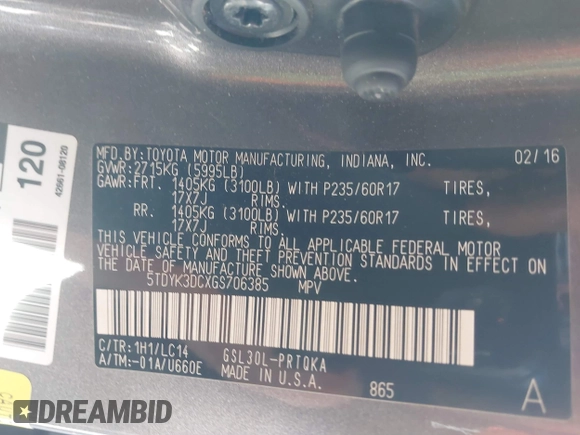 120
42661-08120
MFD.BY: TOYOTA MOTOR MANUFACTURING, INDIANA, INC. 02/16
GVWR: 2715KG (5995LB)
GAWR: FRT. 1405KG (3100LB) WITH P235/60R17 TIRES,
17X7J RIMS.
RR. 1405KG (3100LB) WITH P235/60R17 TIRES,
17X7J RIMS.
THIS VEHICLE CONFORMS TO ALL APPLICABLE FEDERAL MOTOR
VEHICLE SAFETY AND THEFT PREVENTION STANDARDS IN EFFECT ON
THE DATE OF MANUFACTURE SHOWN ABOVE.
5TDYK3DCXGS706385 MPV
C/TR: 1H1/LC14 GSL30L-PRTQKA
A/TM:-01A/U660E MADE IN U.S.A. 865 A
DREAMBID